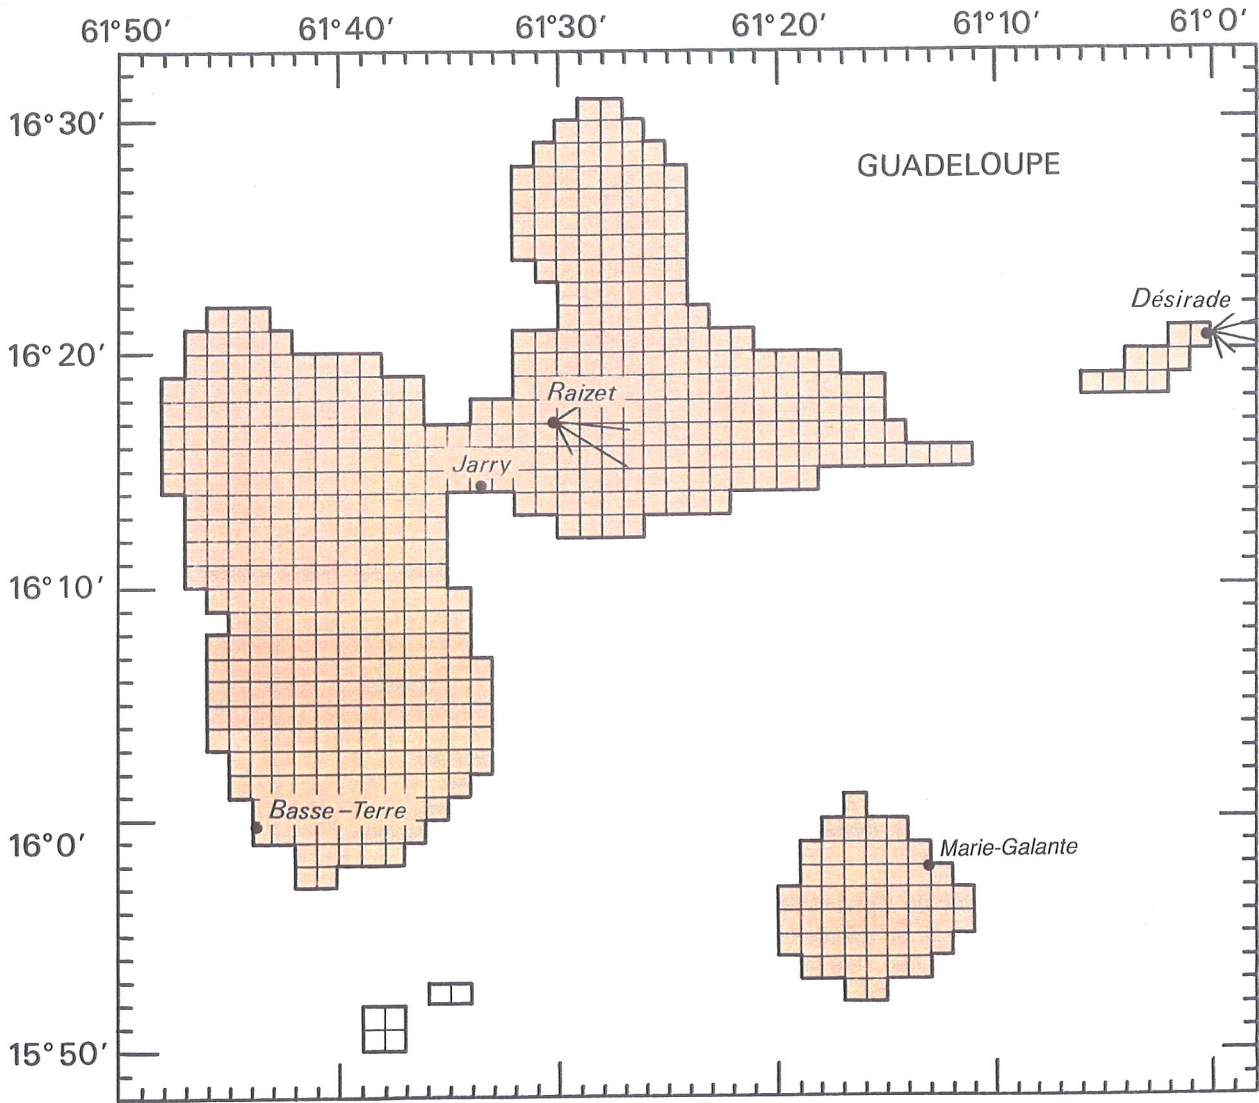 61°50′ 61°40′ 61°30′ 61°20′ 61°10′ 61°0′
16°30′
GUADELOUPE
Désirade
16°20′
Raizet
Jarry
16°10′
Basse-Terre
16°0′
Marie-Galante
15°50′